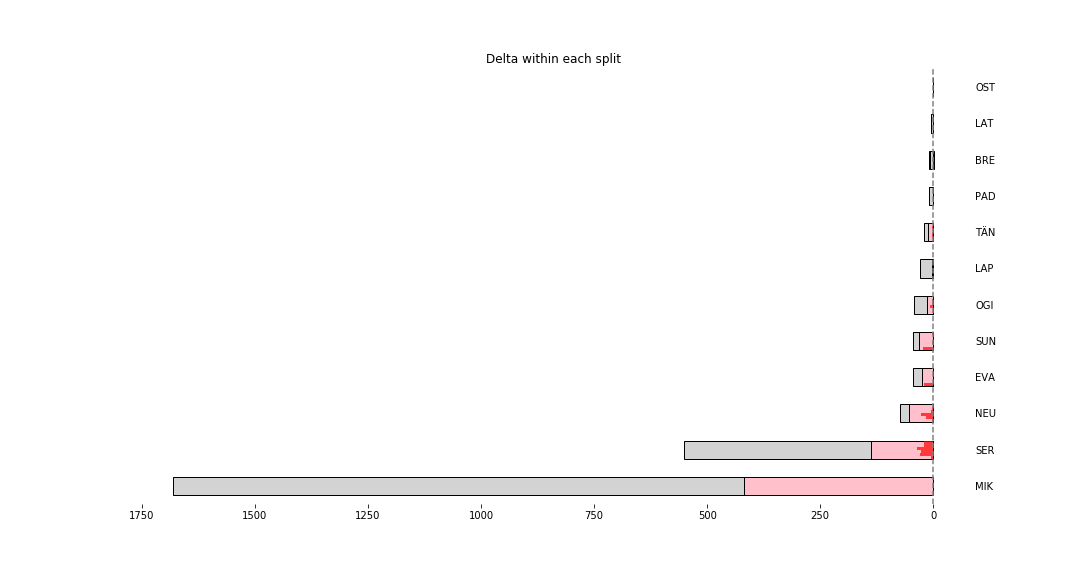 Delta within each split
OST
LAT
BRE
PAD
TÄN
LAP
OGI
SUN
EVA
NEU
SER
MIK
1750 1500 1250 1000 750 500 250 0